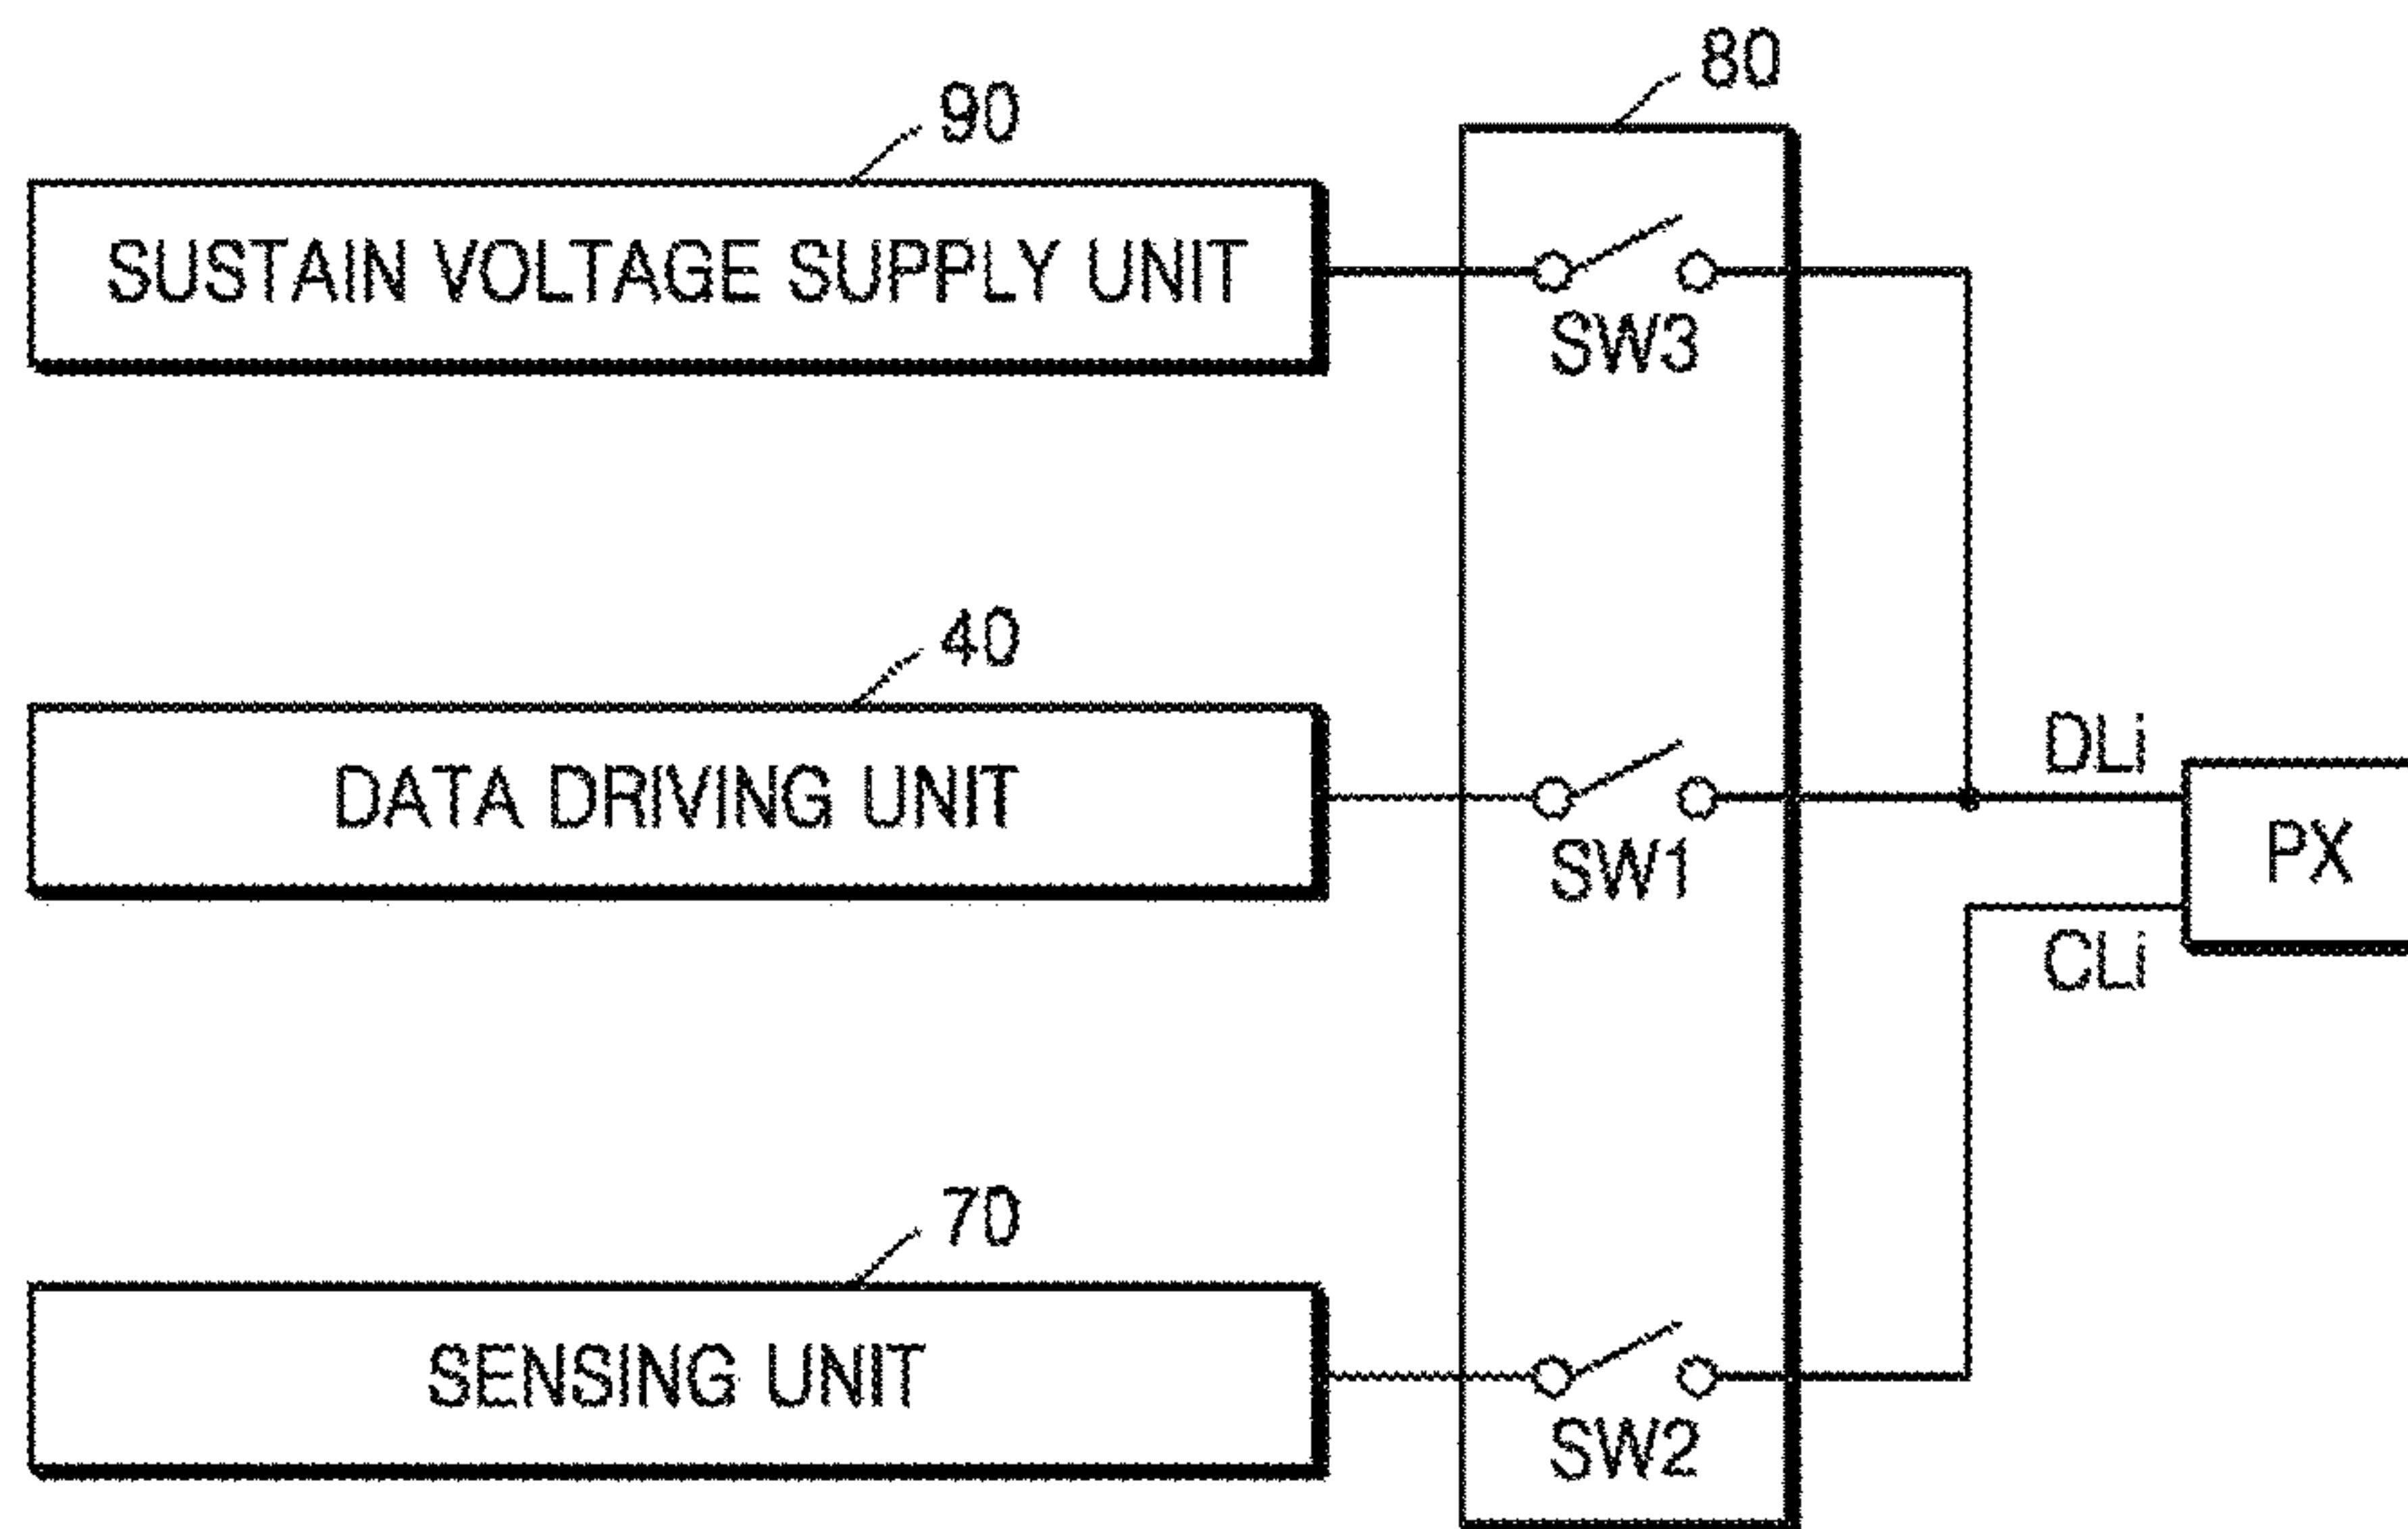 80
90
SUSTAIN VOLTAGE SUPPLY UNIT
SW3
40
DATA DRIVING UNIT
SW1
DLi
PX
CLi
70
SENSING UNIT
SW2